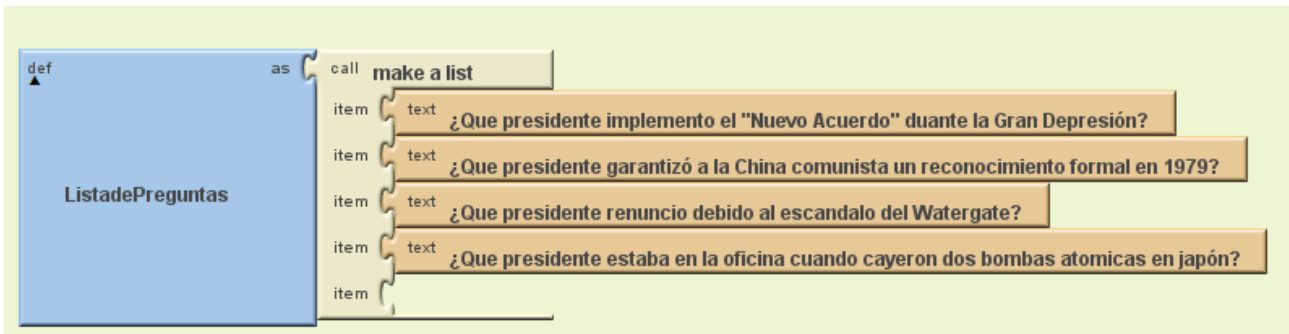 def as call make a list
item text ¿Que presidente implemento el "Nuevo Acuerdo" duante la Gran Depresión?
item text ¿Que presidente garantizó a la China comunista un reconocimiento formal en 1979?
ListadePreguntas
item text ¿Que presidente renuncio debido al escandalo del Watergate?
item text ¿Que presidente estaba en la oficina cuando cayeron dos bombas atomicas en japón?
item